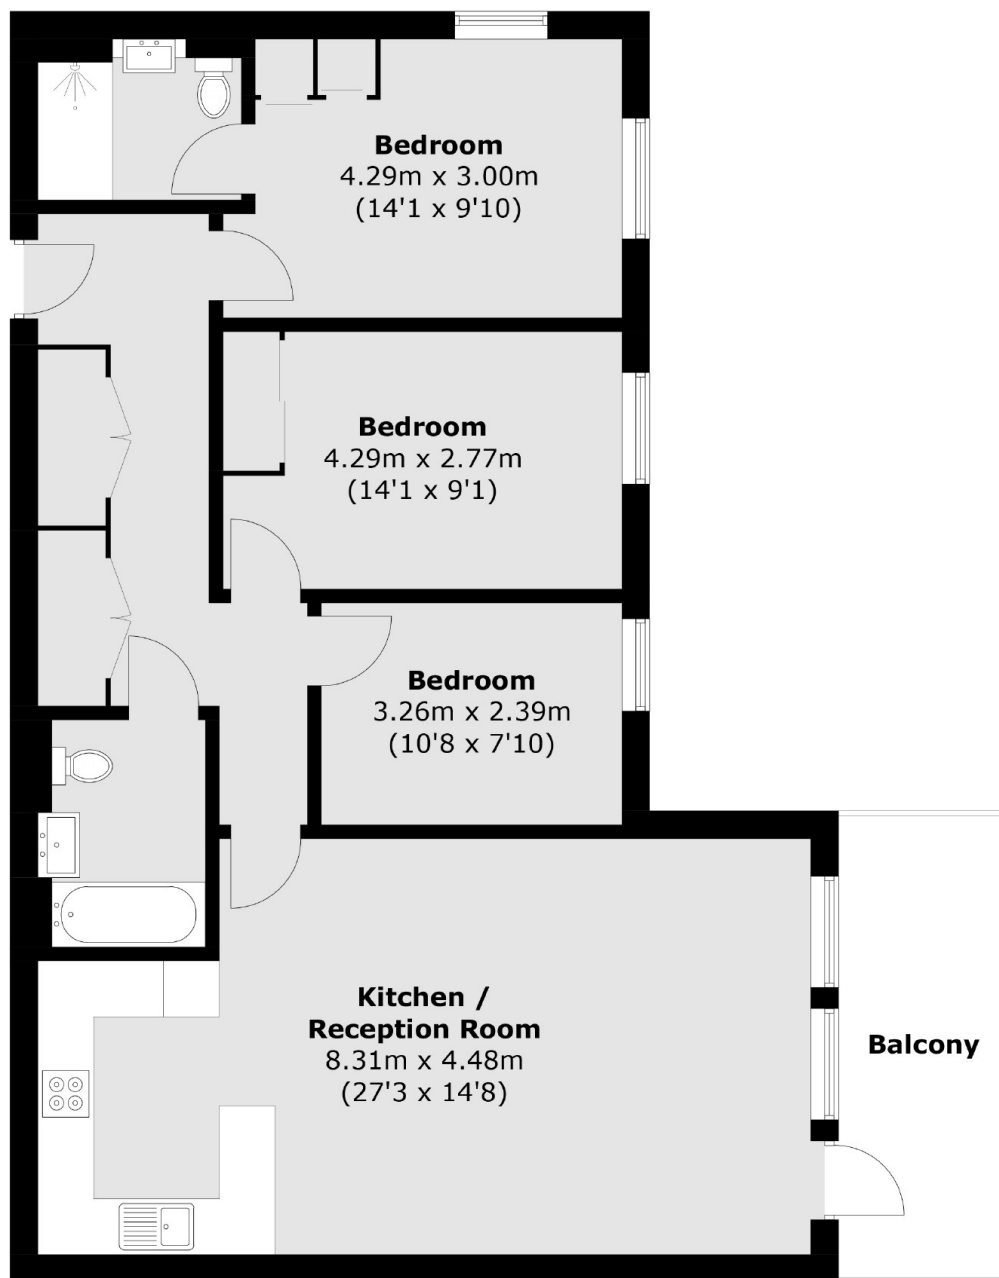 Bedroom
4.29m x 3.00m
(14'1 x 9'10)
Bedroom
4.29m x 2.77m
(14'1 x 9'1)
Bedroom
3.26m x 2.39m
(10'8 x 7'10)
Kitchen /
Reception Room
8.31m x 4.48m
(27'3 x 14'8)
Balcony